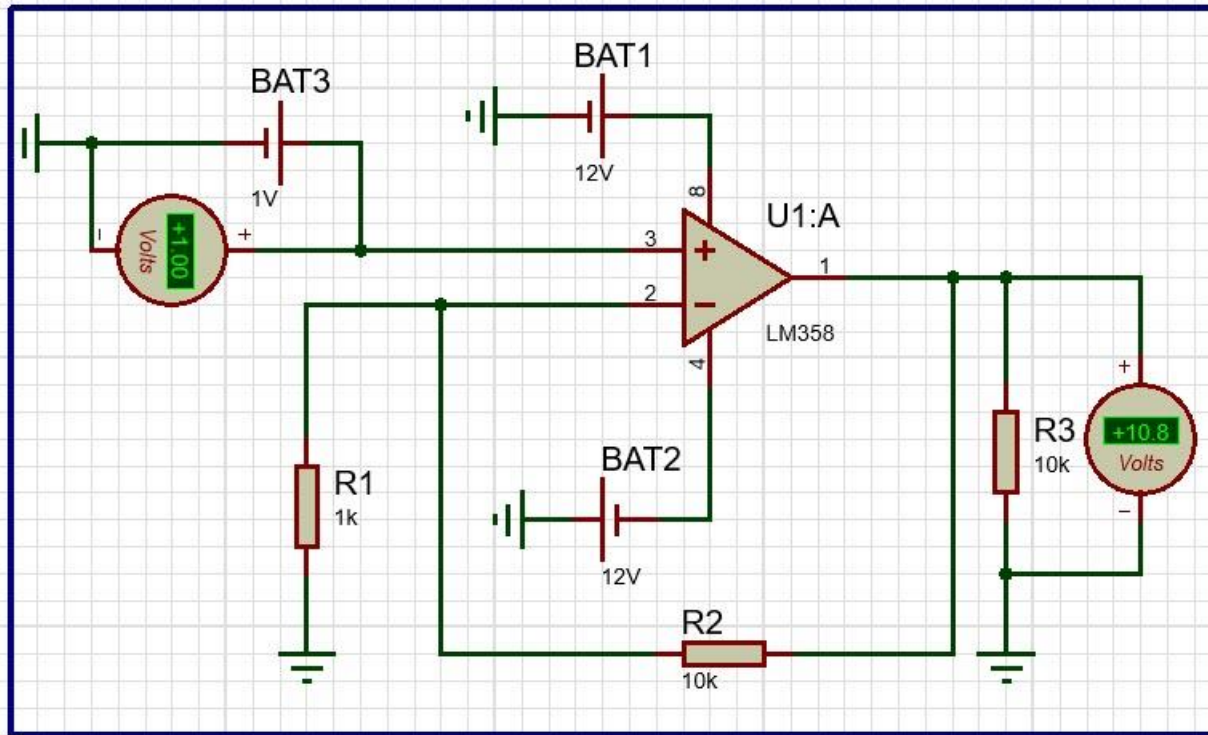 BAT1
BAT3
12V
1V
8
U1:A
+1.00
Volts
3
+
1
2
LM358
4
+10.8
Volts
R3
10k
BAT2
R1
1k
12V
R2
10k